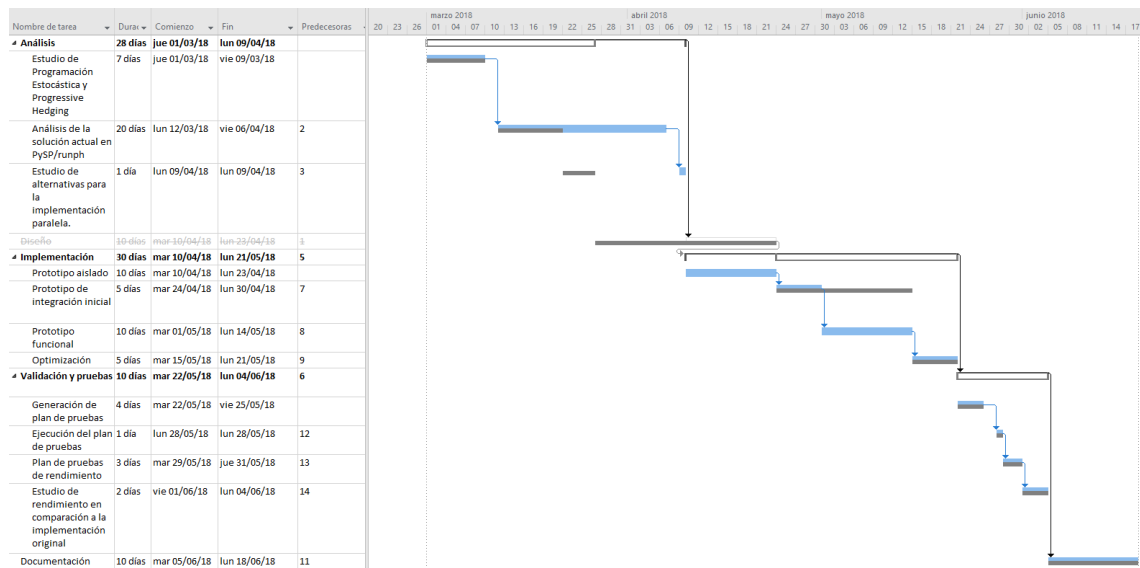 marzo 2018 abril 2018 mayo 2018 junio 2018
Nombre de tarea Durac Comienzo Fin Predecesoras 20 23 26 01 04 07 10 13 16 19 22 25 28 31 03 06 09 12 15 18 21 24 27 30 03 06 09 12 15 18 21 24 27 30 02 05 08 11 14 17
Análisis 28 días jue 01/03/18 lun 09/04/18
Estudio de 7 días jue 01/03/18 vie 09/03/18
Programación
Estocástica y
Progressive
Hedging
Análisis de la 20 días lun 12/03/18 vie 06/04/18 2
solución actual en
PySP/runph
Estudio de 1 día lun 09/04/18 lun 09/04/18 3
alternativas para
la
implementación
paralela.
Diseño 10 días mar 10/04/18 lun 23/04/18 1
Implementación 30 días mar 10/04/18 lun 21/05/18 5
Prototipo aislado 10 días mar 10/04/18 lun 23/04/18
Prototipo de 5 días mar 24/04/18 lun 30/04/18 7
integración inicial
Prototipo 10 días mar 01/05/18 lun 14/05/18 8
funcional
Optimización 5 días mar 15/05/18 lun 21/05/18 9
Validación y pruebas 10 días mar 22/05/18 lun 04/06/18 6
Generación de 4 días mar 22/05/18 vie 25/05/18
plan de pruebas
Ejecución del plan 1 día lun 28/05/18 lun 28/05/18 12
de pruebas
Plan de pruebas 3 días mar 29/05/18 jue 31/05/18 13
de rendimiento
Estudio de 2 días vie 01/06/18 lun 04/06/18 14
rendimiento en
comparación a la
implementación
original
Documentación 10 días mar 05/06/18 lun 18/06/18 11